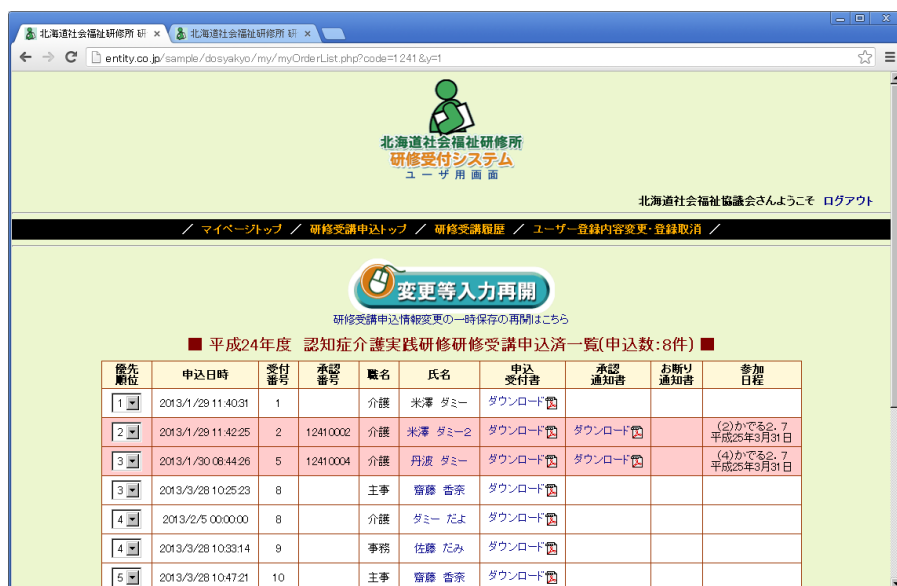 北海道社会福祉研修所 研
北海道社会福祉研修所 研
entity.co.jp/sample/dosyakyo/my/myOrderList.php?code=1241&y=1
北海道社会福祉研修所
研修受付システム
ユーザ用画面
北海道社会福祉協議会さんようこそ ログアウト
／ マイページトップ ／ 研修受講申込トップ ／ 研修受講履歴 ／ ユーザー登録内容変更・登録取消 ／
変更等入力再開
研修受講申込情報変更の一時保存の再開はこちら
■ 平成24年度 認知症介護実践研修研修受講申込済一覧(申込数:8件) ■
優先順位 申込日時 受付番号 承認番号 職名 氏名 申込受付書 承認通知書 お断り通知書 参加日程
1 2013/1/29 11:40:31 1 介護 米澤 ダミー ダウンロード
2 2013/1/29 11:42:25 2 12410002 介護 米澤 ダミー2 ダウンロード ダウンロード (2)かでる2.7 平成25年3月31日
3 2013/1/30 08:44:26 5 12410004 介護 丹波 ダミー ダウンロード ダウンロード (4)かでる2.7 平成25年3月31日
3 2013/3/28 10:25:23 8 主事 齋藤 香奈 ダウンロード
4 2013/2/5 00:00:00 8 介護 ダミー だよ ダウンロード
4 2013/3/28 10:33:14 9 事務 佐藤 だみ ダウンロード
5 2013/3/28 10:47:21 10 主事 齋藤 香奈 ダウンロード